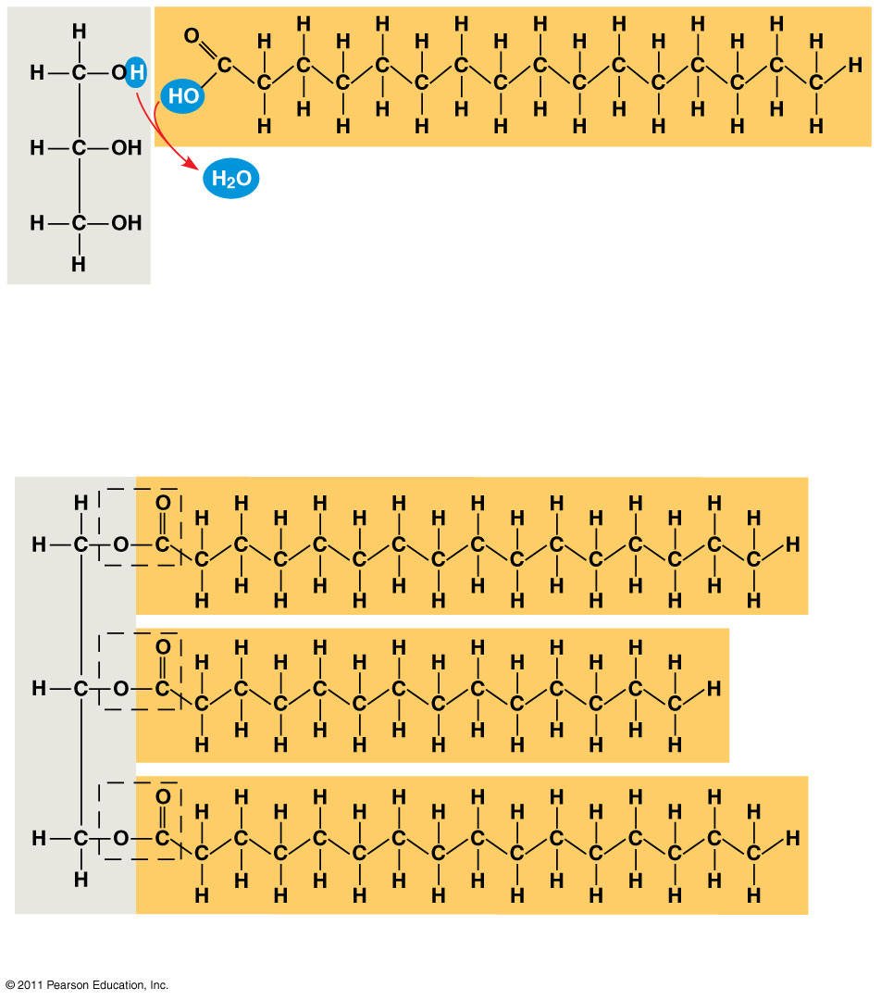 H
H C OH
H C OH
H C OH
H
H H H H H H H
O H H H H H H H H
C C C C C C C C H
C C C C C C C C
HO
H H H H H H H
H H H H H H H H
H₂O
H O H H H H H H H
H H H H H H H H
H C O C C C C C C C C H
C C C C C C C C
H H H H H H H
H H H H H H H H
O H H H H H H
H H H H H H H
H C O C C C C C C C H
C C C C C C C
H H H H H H
H H H H H H H
O H H H H H H H
H H H H H H H H
H C O C C C C C C C C H
C C C C C C C C
H H H H H H H H
H H H H H H H H
© 2011 Pearson Education, Inc.